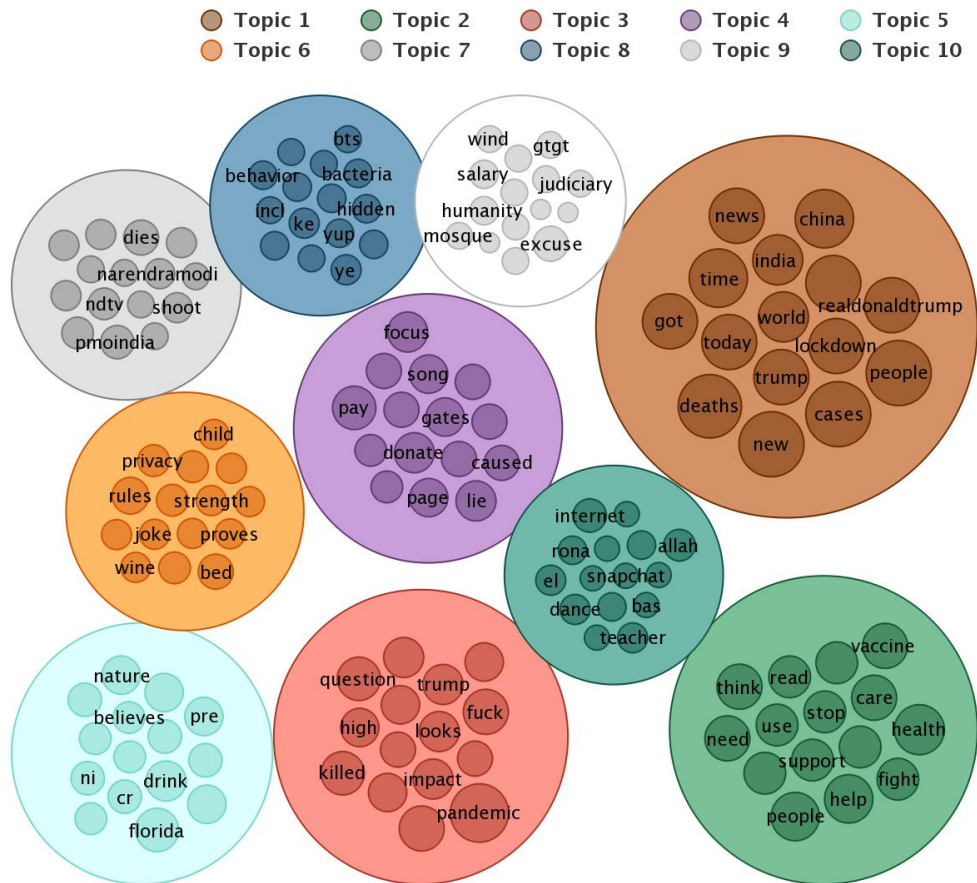 Topic 1 Topic 2 Topic 3 Topic 4 Topic 5
Topic 6 Topic 7 Topic 8 Topic 9 Topic 10
dies
narendramodi
ndtv
shoot
pmoindia
bts
behavior
bacteria
incl
hidden
ke
yup
ye
wind
gtgt
salary
judiciary
humanity
mosque
excuse
news
china
india
time
realdonaldtrump
got
world
today
lockdown
trump
people
deaths
cases
new
focus
song
pay
gates
donate
caused
page
lie
child
privacy
rules
strength
joke
proves
wine
bed
internet
rona
allah
el
snapchat
dance
bas
teacher
nature
believes
pre
ni
drink
cr
florida
question
trump
fuck
high
looks
killed
impact
pandemic
vaccine
read
think
care
use
stop
need
health
support
fight
help
people